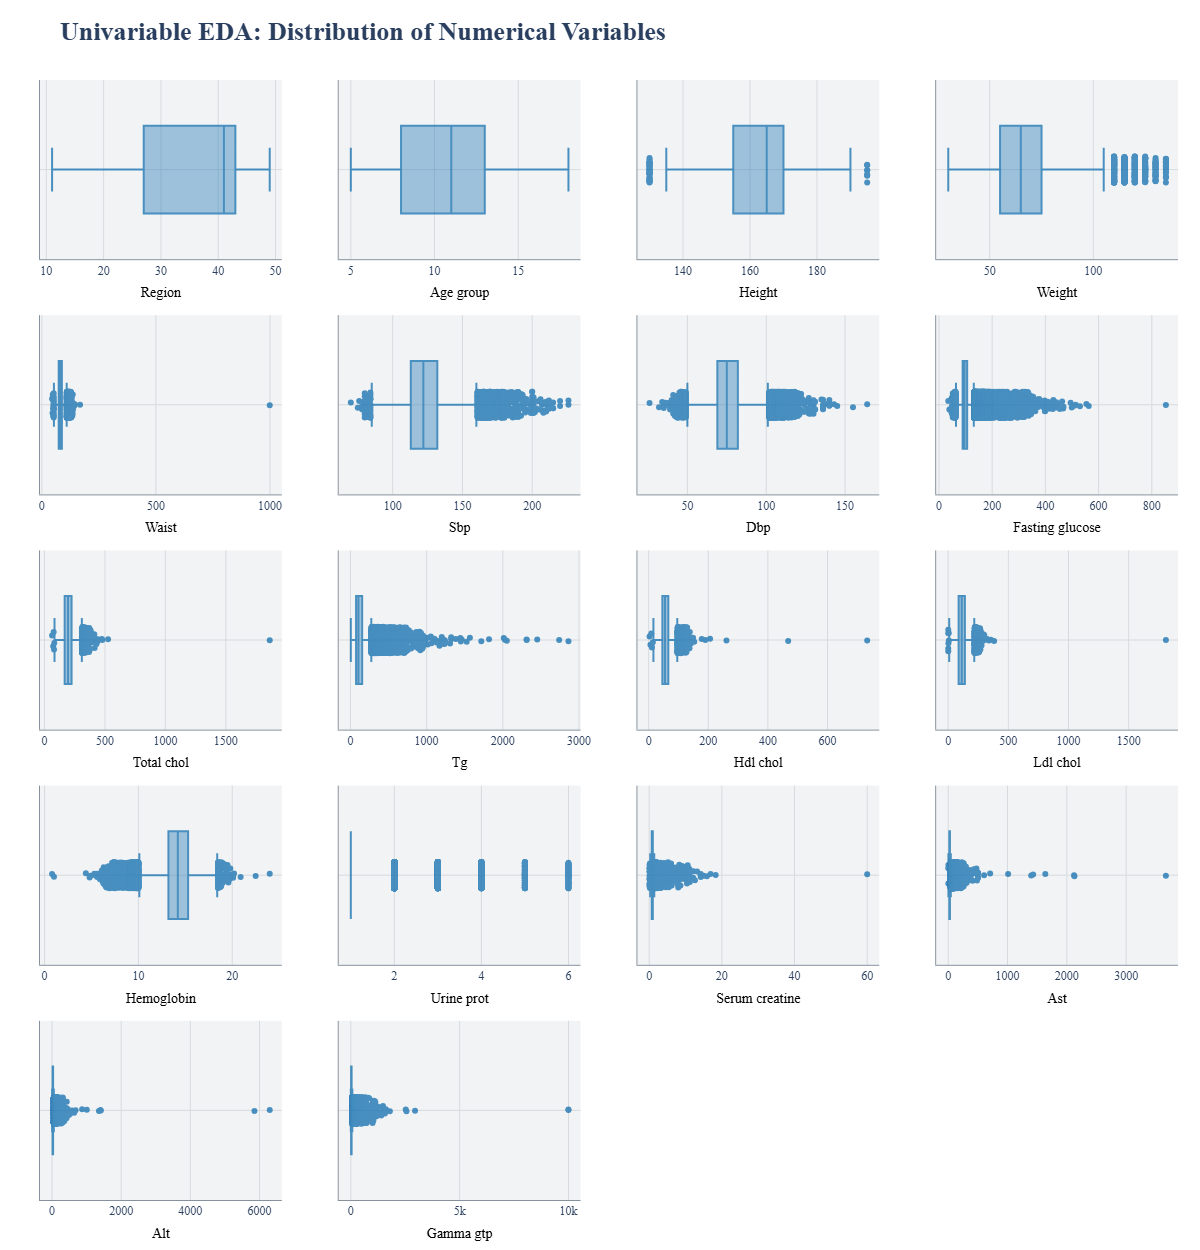 Univariable EDA: Distribution of Numerical Variables
10 20 30 40 50
Region
5 10 15
Age group
140 160 180
Height
50 100
Weight
0 500 1000
Waist
100 150 200
Sbp
50 100 150
Dbp
0 200 400 600 800
Fasting glucose
0 500 1000 1500
Total chol
0 1000 2000 3000
Tg
0 200 400 600
Hdl chol
0 500 1000 1500
Ldl chol
0 10 20
Hemoglobin
2 4 6
Urine prot
0 20 40 60
Serum creatine
0 1000 2000 3000
Ast
0 2000 4000 6000
Alt
0 5k 10k
Gamma gtp